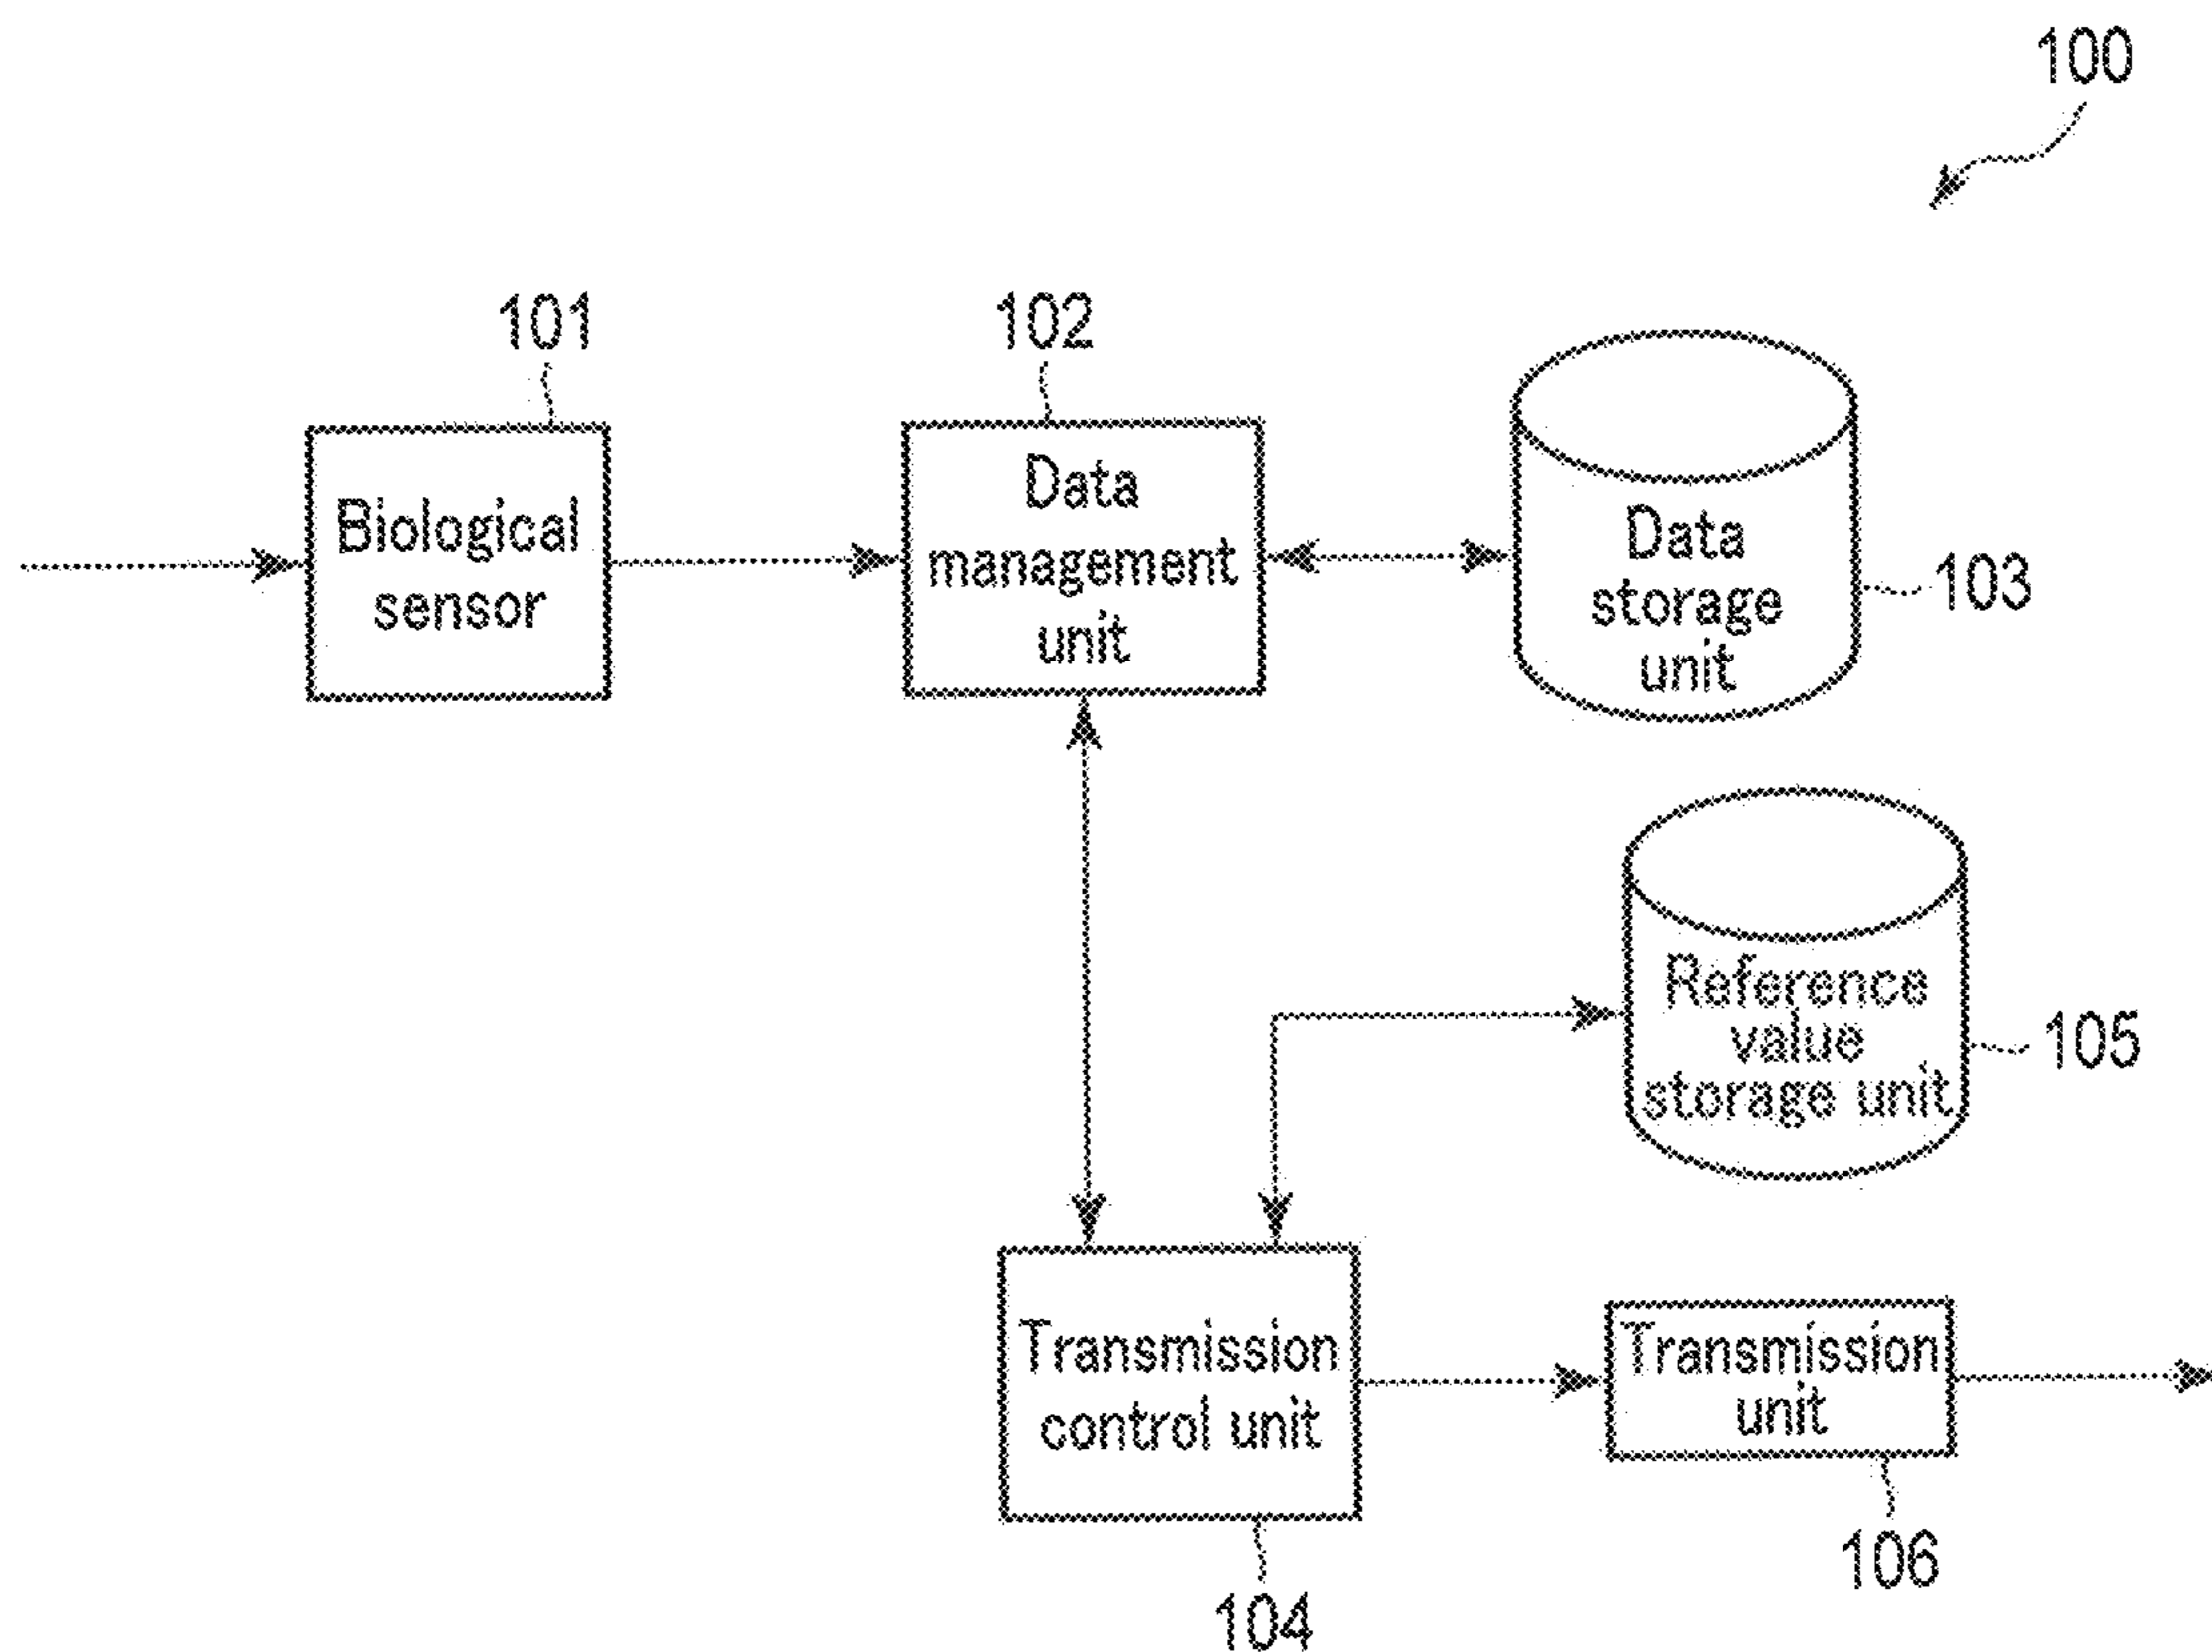 100
101
102
Biological
sensor
Data
management
unit
Data
storage
unit
103
Reference
value
storage unit
105
Transmission
control unit
Transmission
unit
104
106